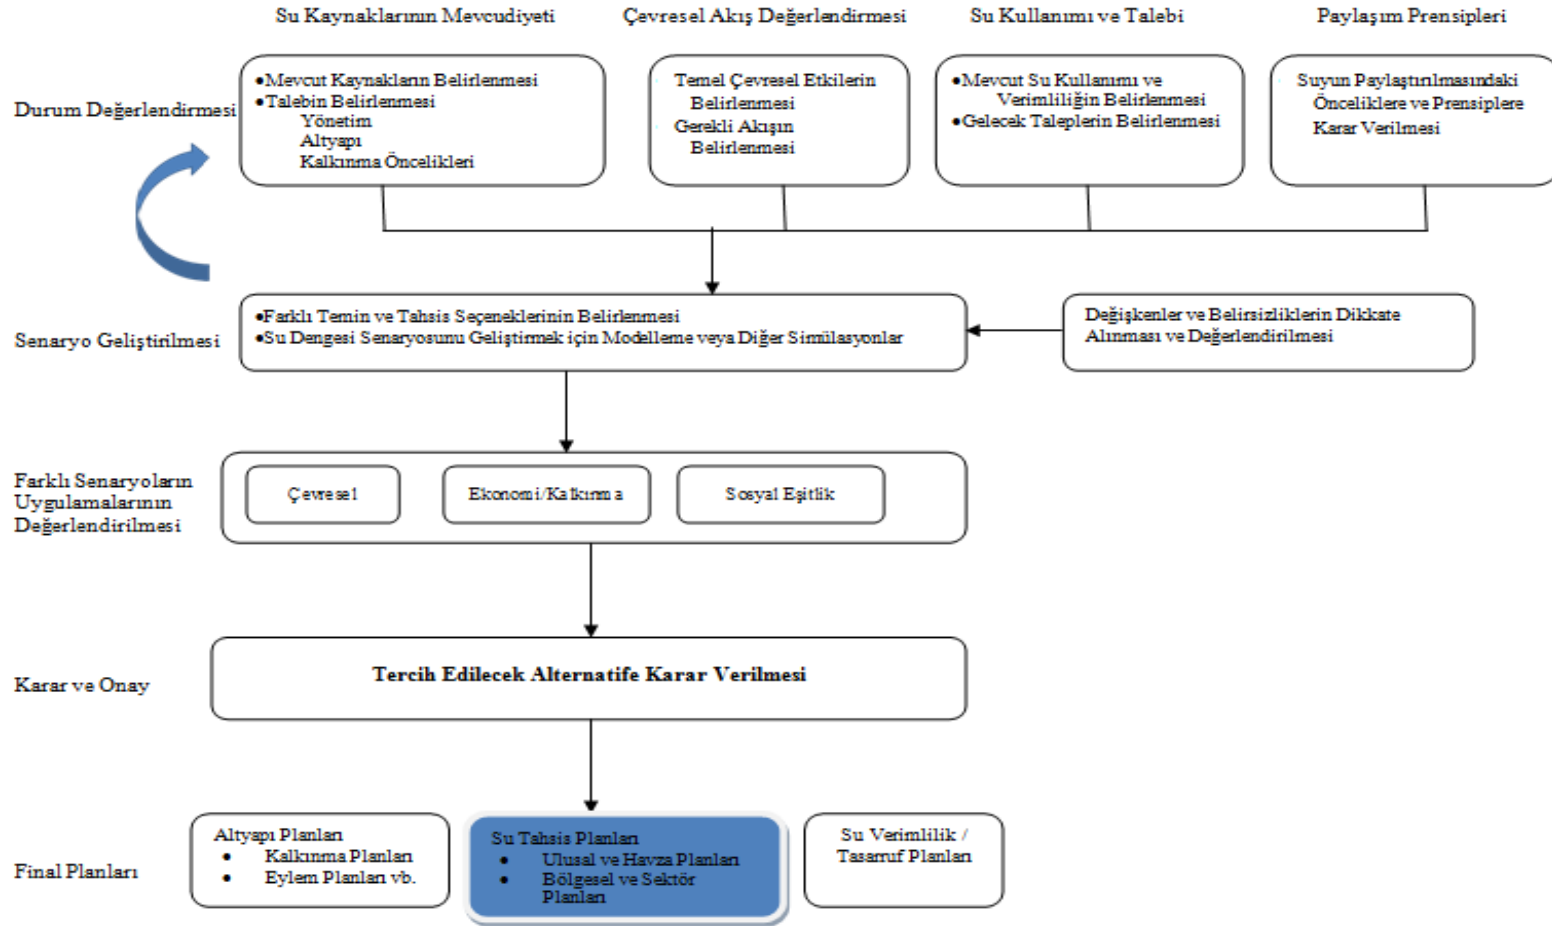 Su Kaynaklarının Mevcudiyeti
Çevresel Akış Değerlendirmesi
Su Kullanımı ve Talebi
Paylaşım Prensipleri
Durum Değerlendirmesi
•Mevcut Kaynakların Belirlenmesi
•Talebin Belirlenmesi
Yönetim
Altyapı
Kalkınma Öncelikleri
Temel Çevresel Etkilerin
Belirlenmesi
Gerekli Akışın
Belirlenmesi
•Mevcut Su Kullanımı ve
Verimliliğin Belirlenmesi
•Gelecek Taleplerin Belirlenmesi
Suyun Paylaştırılmasındaki
Önceliklere ve Prensiplere
Karar Verilmesi
Senaryo Geliştirilmesi
•Farklı Temin ve Tahsis Seçeneklerinin Belirlenmesi
•Su Dengesi Senaryosunu Geliştirmek için Modelleme veya Diğer Simülasyonlar
Değişkenler ve Belirsizliklerin Dikkate
Alınması ve Değerlendirilmesi
Farklı Senaryoların
Uygulamalarının
Değerlendirilmesi
Çevresel
Ekonomi/Kalkınma
Sosyal Eşitlik
Karar ve Onay
Tercih Edilecek Alternatife Karar Verilmesi
Final Planları
Altyapı Planları
• Kalkınma Planları
• Eylem Planları vb.
Su Tahsis Planları
• Ulusal ve Havza Planları
• Bölgesel ve Sektör
Planları
Su Verimlilik /
Tasarruf Planları